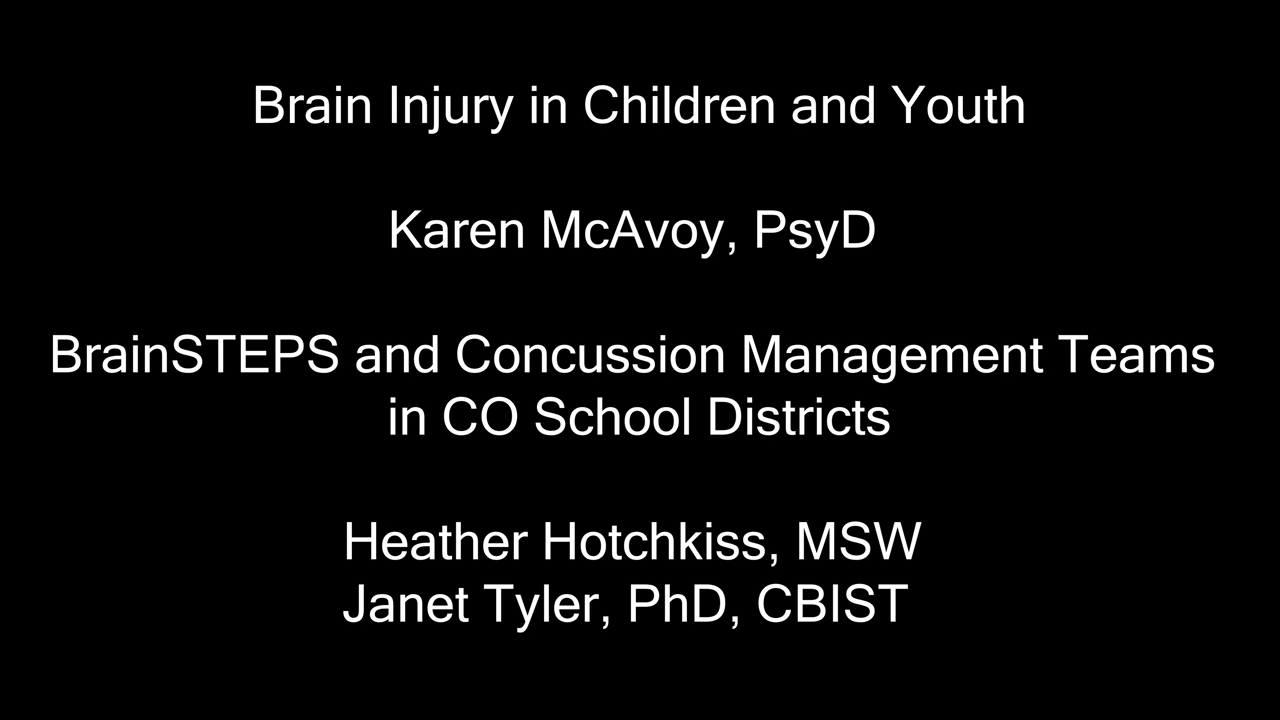 Brain Injury in Children and Youth
Karen McAvoy, PsyD
BrainSTEPS and Concussion Management Teams
in CO School Districts
Heather Hotchkiss, MSW
Janet Tyler, PhD, CBIST